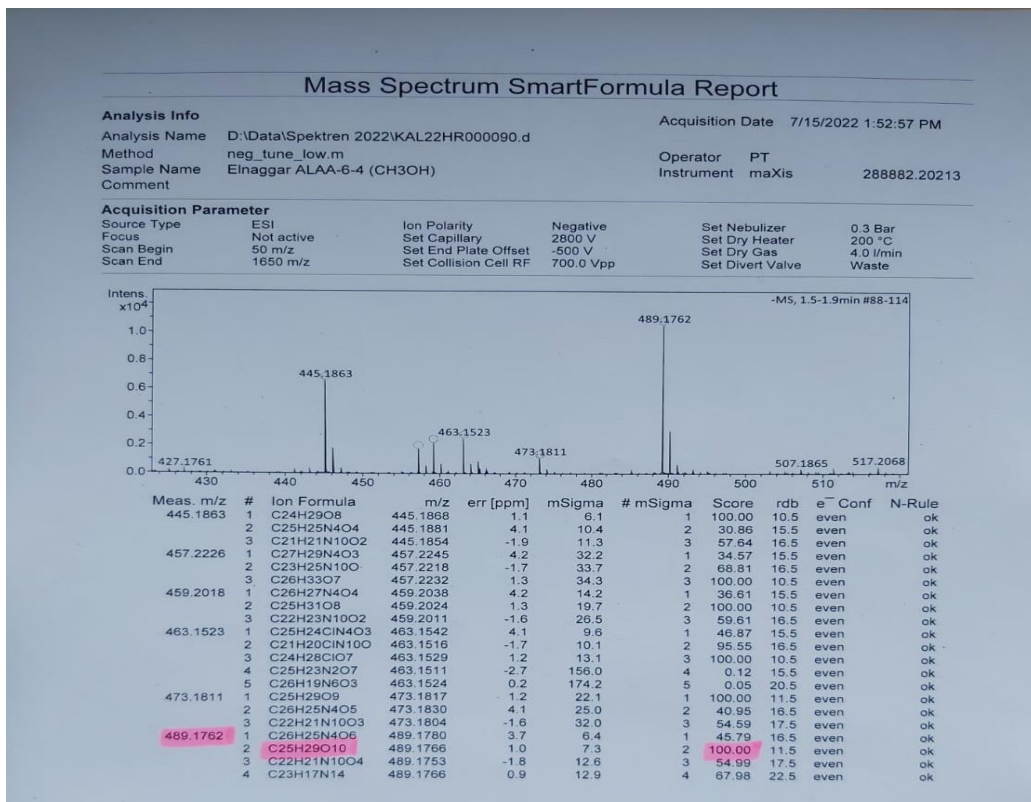 Mass Spectrum SmartFormula Report
Analysis Info
Acquisition Date 7/15/2022 1:52:57 PM
Analysis Name D:\Data\Spektren 2022\KAL22HR000090.d
Method neg_tune_low.m
Operator PT
Sample Name Elnaggar ALAA-6-4 (CH3OH)
Instrument maXis 288882.20213
Comment
Acquisition Parameter
Source Type ESI Ion Polarity Negative Set Nebulizer 0.3 Bar
Focus Not active Set Capillary 2800 V Set Dry Heater 200 °C
Scan Begin 50 m/z Set End Plate Offset -500 V Set Dry Gas 4.0 l/min
Scan End 1650 m/z Set Collision Cell RF 700.0 Vpp Set Divert Valve Waste
Intens.
x10^4
-MS, 1.5-1.9min #88-114
489.1762
1.0
0.8
445.1863
0.6
0.4
463.1523
0.2
473.1811
427.1761
507.1865
517.2068
0.0
430 440 450 460 470 480 490 500 510 m/z
Meas. m/z # Ion Formula m/z err [ppm] mSigma # mSigma Score rdb e⁻ Conf N-Rule
445.1863 1 C24H29O8 445.1868 1.1 6.1 1 100.00 10.5 even ok
2 C25H25N4O4 445.1881 4.1 10.4 2 30.86 15.5 even ok
3 C21H21N10O2 445.1854 -1.9 11.3 3 57.64 16.5 even ok
457.2226 1 C27H29N4O3 457.2245 4.2 32.2 1 34.57 15.5 even ok
2 C23H25N10O 457.2218 -1.7 33.7 2 68.81 16.5 even ok
3 C26H33O7 457.2232 1.3 34.3 3 100.00 10.5 even ok
459.2018 1 C26H27N4O4 459.2038 4.2 14.2 1 36.61 15.5 even ok
2 C25H31O8 459.2024 1.3 19.7 2 100.00 10.5 even ok
3 C22H23N10O2 459.2011 -1.6 26.5 3 59.61 16.5 even ok
463.1523 1 C25H24ClN4O3 463.1542 4.1 9.6 1 46.87 15.5 even ok
2 C21H20ClN10O 463.1516 -1.7 10.1 2 95.55 16.5 even ok
3 C24H28ClO7 463.1529 1.2 13.1 3 100.00 10.5 even ok
4 C25H23N2O7 463.1511 -2.7 156.0 4 0.12 15.5 even ok
5 C26H19N6O3 463.1524 0.2 174.2 5 0.05 20.5 even ok
473.1811 1 C25H29O9 473.1817 1.2 22.1 1 100.00 11.5 even ok
2 C26H25N4O5 473.1830 4.1 25.0 2 40.95 16.5 even ok
3 C22H21N10O3 473.1804 -1.6 32.0 3 54.59 17.5 even ok
489.1762 1 C26H25N4O6 489.1780 3.7 6.4 1 45.79 16.5 even ok
2 C25H29O10 489.1766 1.0 7.3 2 100.00 11.5 even ok
3 C22H21N10O4 489.1753 -1.8 12.6 3 54.99 17.5 even ok
4 C23H17N14 489.1766 0.9 12.9 4 67.98 22.5 even ok